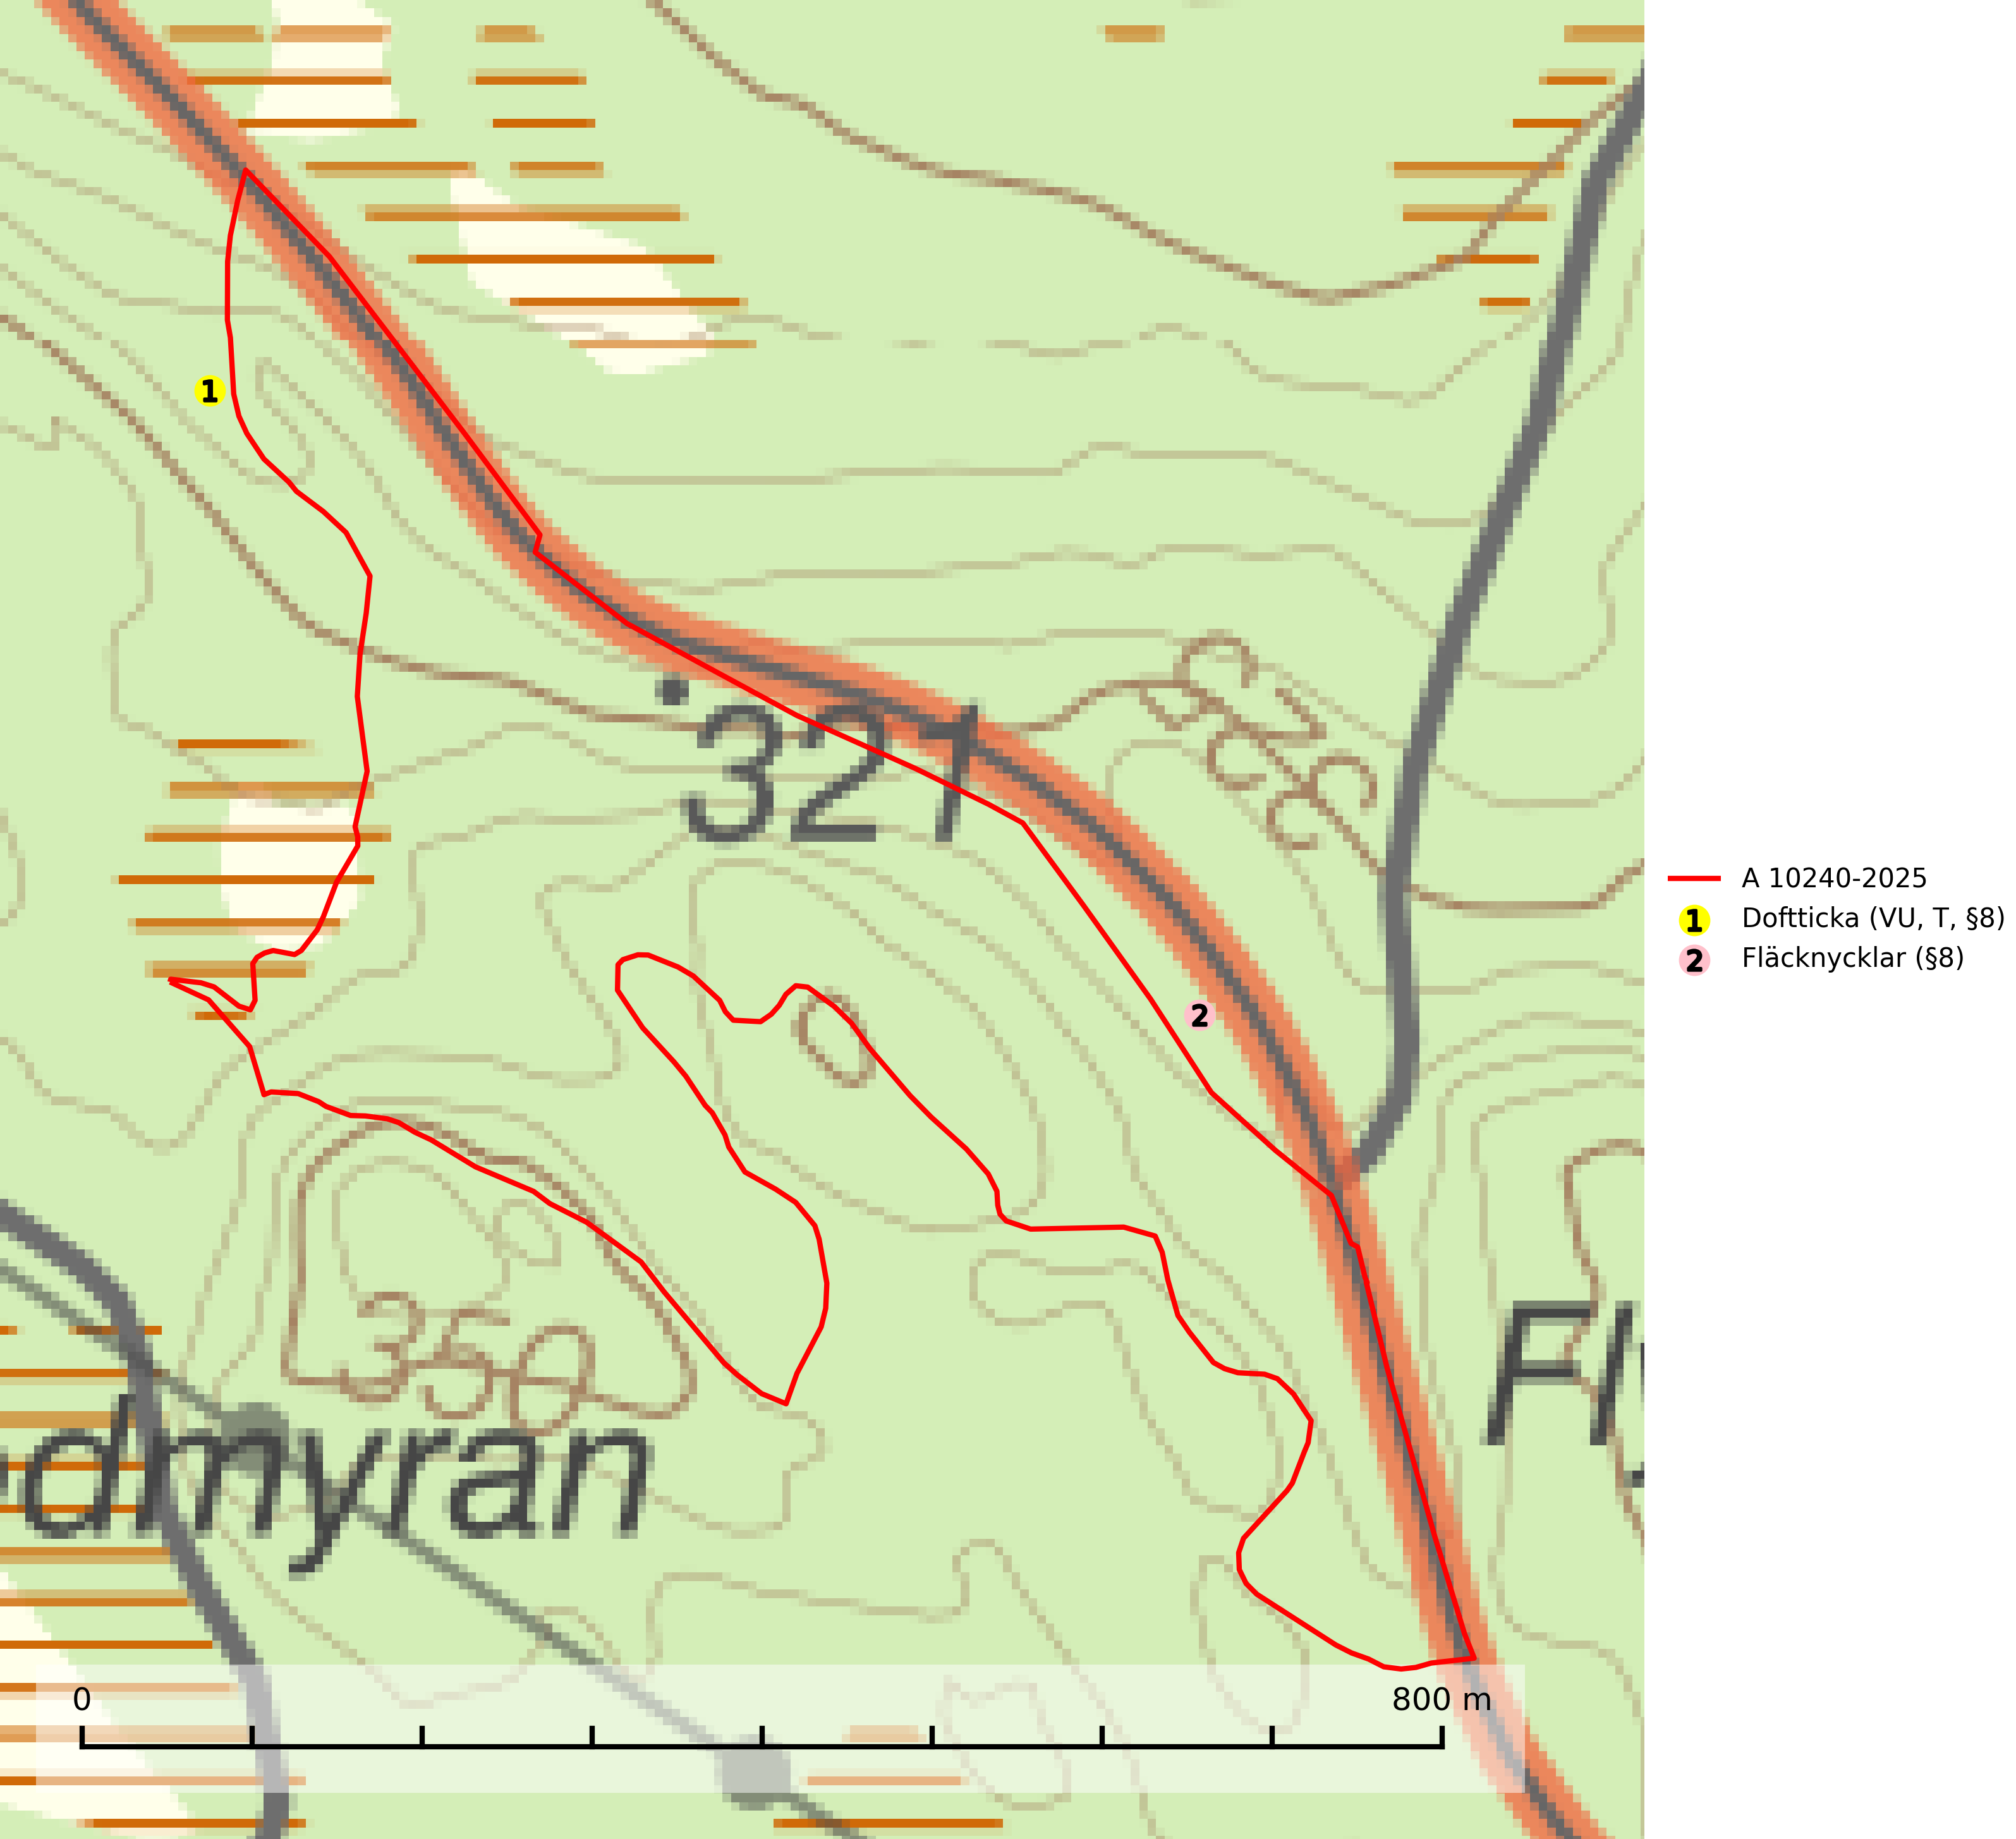 1
321
2
350
Fl
dmyran
0
800 m
A 10240-2025
1 Doftticka (VU, T, §8)
2 Fläcknycklar (§8)